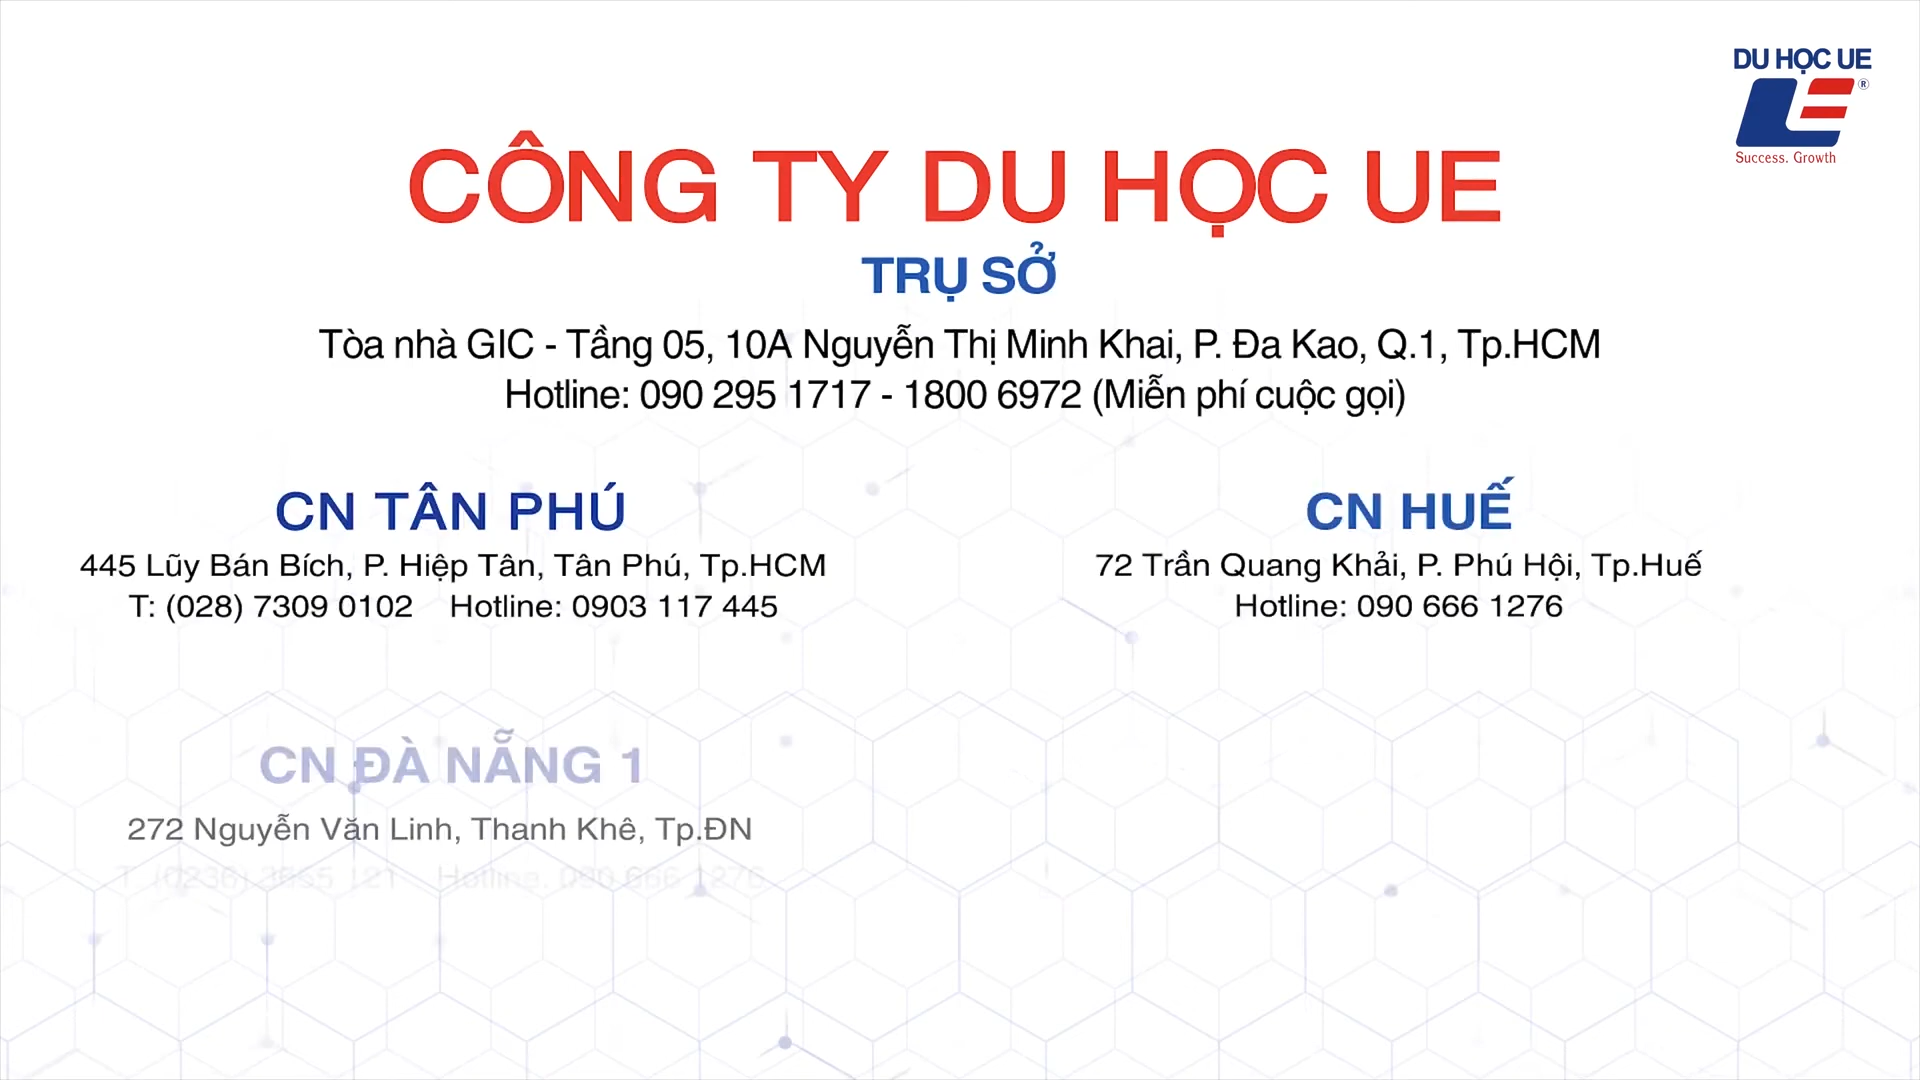 DU HỌC UE
Success. Growth
CÔNG TY DU HỌC UE
TRỤ SỞ
Tòa nhà GIC - Tầng 05, 10A Nguyễn Thị Minh Khai, P. Đa Kao, Q.1, Tp.HCM
Hotline: 090 295 1717 - 1800 6972 (Miễn phí cuộc gọi)
CN TÂN PHÚ
445 Lũy Bán Bích, P. Hiệp Tân, Tân Phú, Tp.HCM
T: (028) 7309 0102 Hotline: 0903 117 445
CN HUẾ
72 Trần Quang Khải, P. Phú Hội, Tp.Huế
Hotline: 090 666 1276
CN ĐÀ NẴNG 1
272 Nguyễn Văn Linh, Thanh Khê, Tp.ĐN
Hotline: 090 666 1276